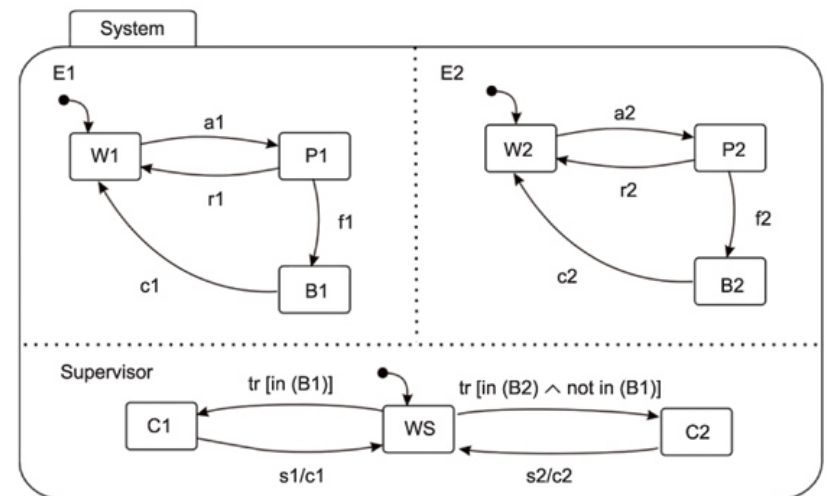 System
E1
E2
a1
a2
W1
P1
W2
P2
r1
r2
f1
f2
c1
B1
c2
B2
Supervisor
tr [in (B1)]
tr [in (B2) ∧ not in (B1)]
C1
WS
C2
s1/c1
s2/c2